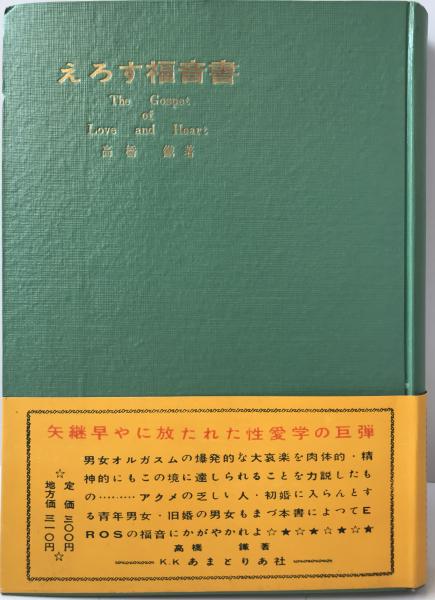 えろす福音書
The Gospel
of
Love and Heart
高橋 鐵 著
矢継早やに放たれた性愛学の巨弾
男女オルガスムの爆発的な大哀楽を肉体的・精
神的にもこの境に達しられることを力説したも
の………アクメの乏しい人・初婚に入らんとす
る青年男女・旧婚の男女もまづ本書によつてE
ROSの福音にかがやかれよ☆★☆★☆★☆★
高橋 鐵 著
K.K あまとりあ社
☆ 定価 三〇〇円
地方価 三一〇円 ☆